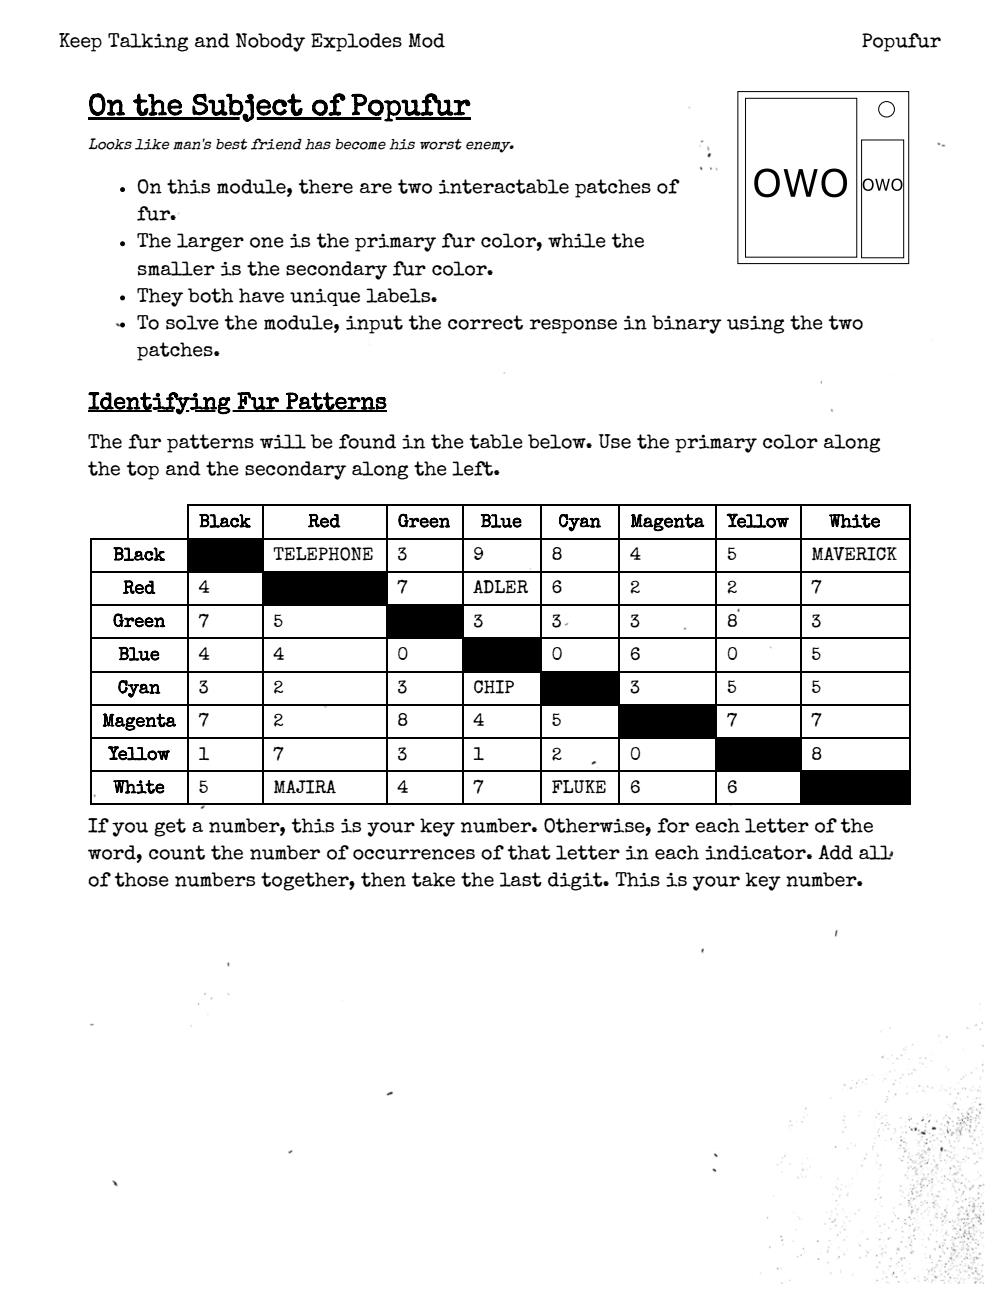 Keep Talking and Nobody Explodes Mod Popufur
On the Subject of Popufur
Looks like man's best friend has become his worst enemy.
OWO OWO
• On this module, there are two interactable patches of
fur.
• The larger one is the primary fur color, while the
smaller is the secondary fur color.
• They both have unique labels.
• To solve the module, input the correct response in binary using the two
patches.
Identifying Fur Patterns
The fur patterns will be found in the table below. Use the primary color along
the top and the secondary along the left.
Black Red Green Blue Cyan Magenta Yellow White
Black TELEPHONE 3 9 8 4 5 MAVERICK
Red 4 7 ADLER 6 2 2 7
Green 7 5 3 3 3 8 3
Blue 4 4 0 0 6 0 5
Cyan 3 2 3 CHIP 3 5 5
Magenta 7 2 8 4 5 7 7
Yellow 1 7 3 1 2 0 8
White 5 MAJIRA 4 7 FLUKE 6 6
If you get a number, this is your key number. Otherwise, for each letter of the
word, count the number of occurrences of that letter in each indicator. Add all
of those numbers together, then take the last digit. This is your key number.